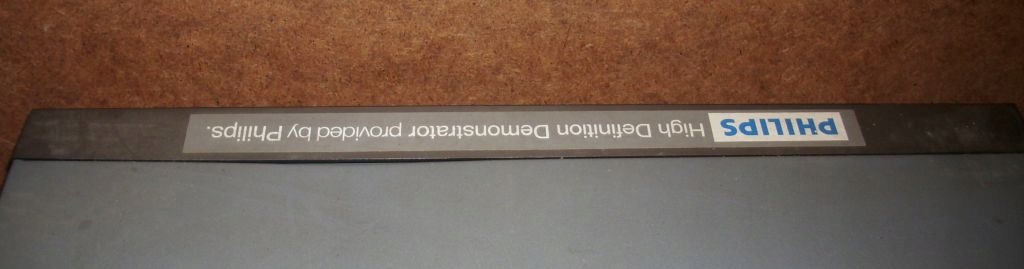 PHILIPS High Definition Demonstrator provided by Philips.